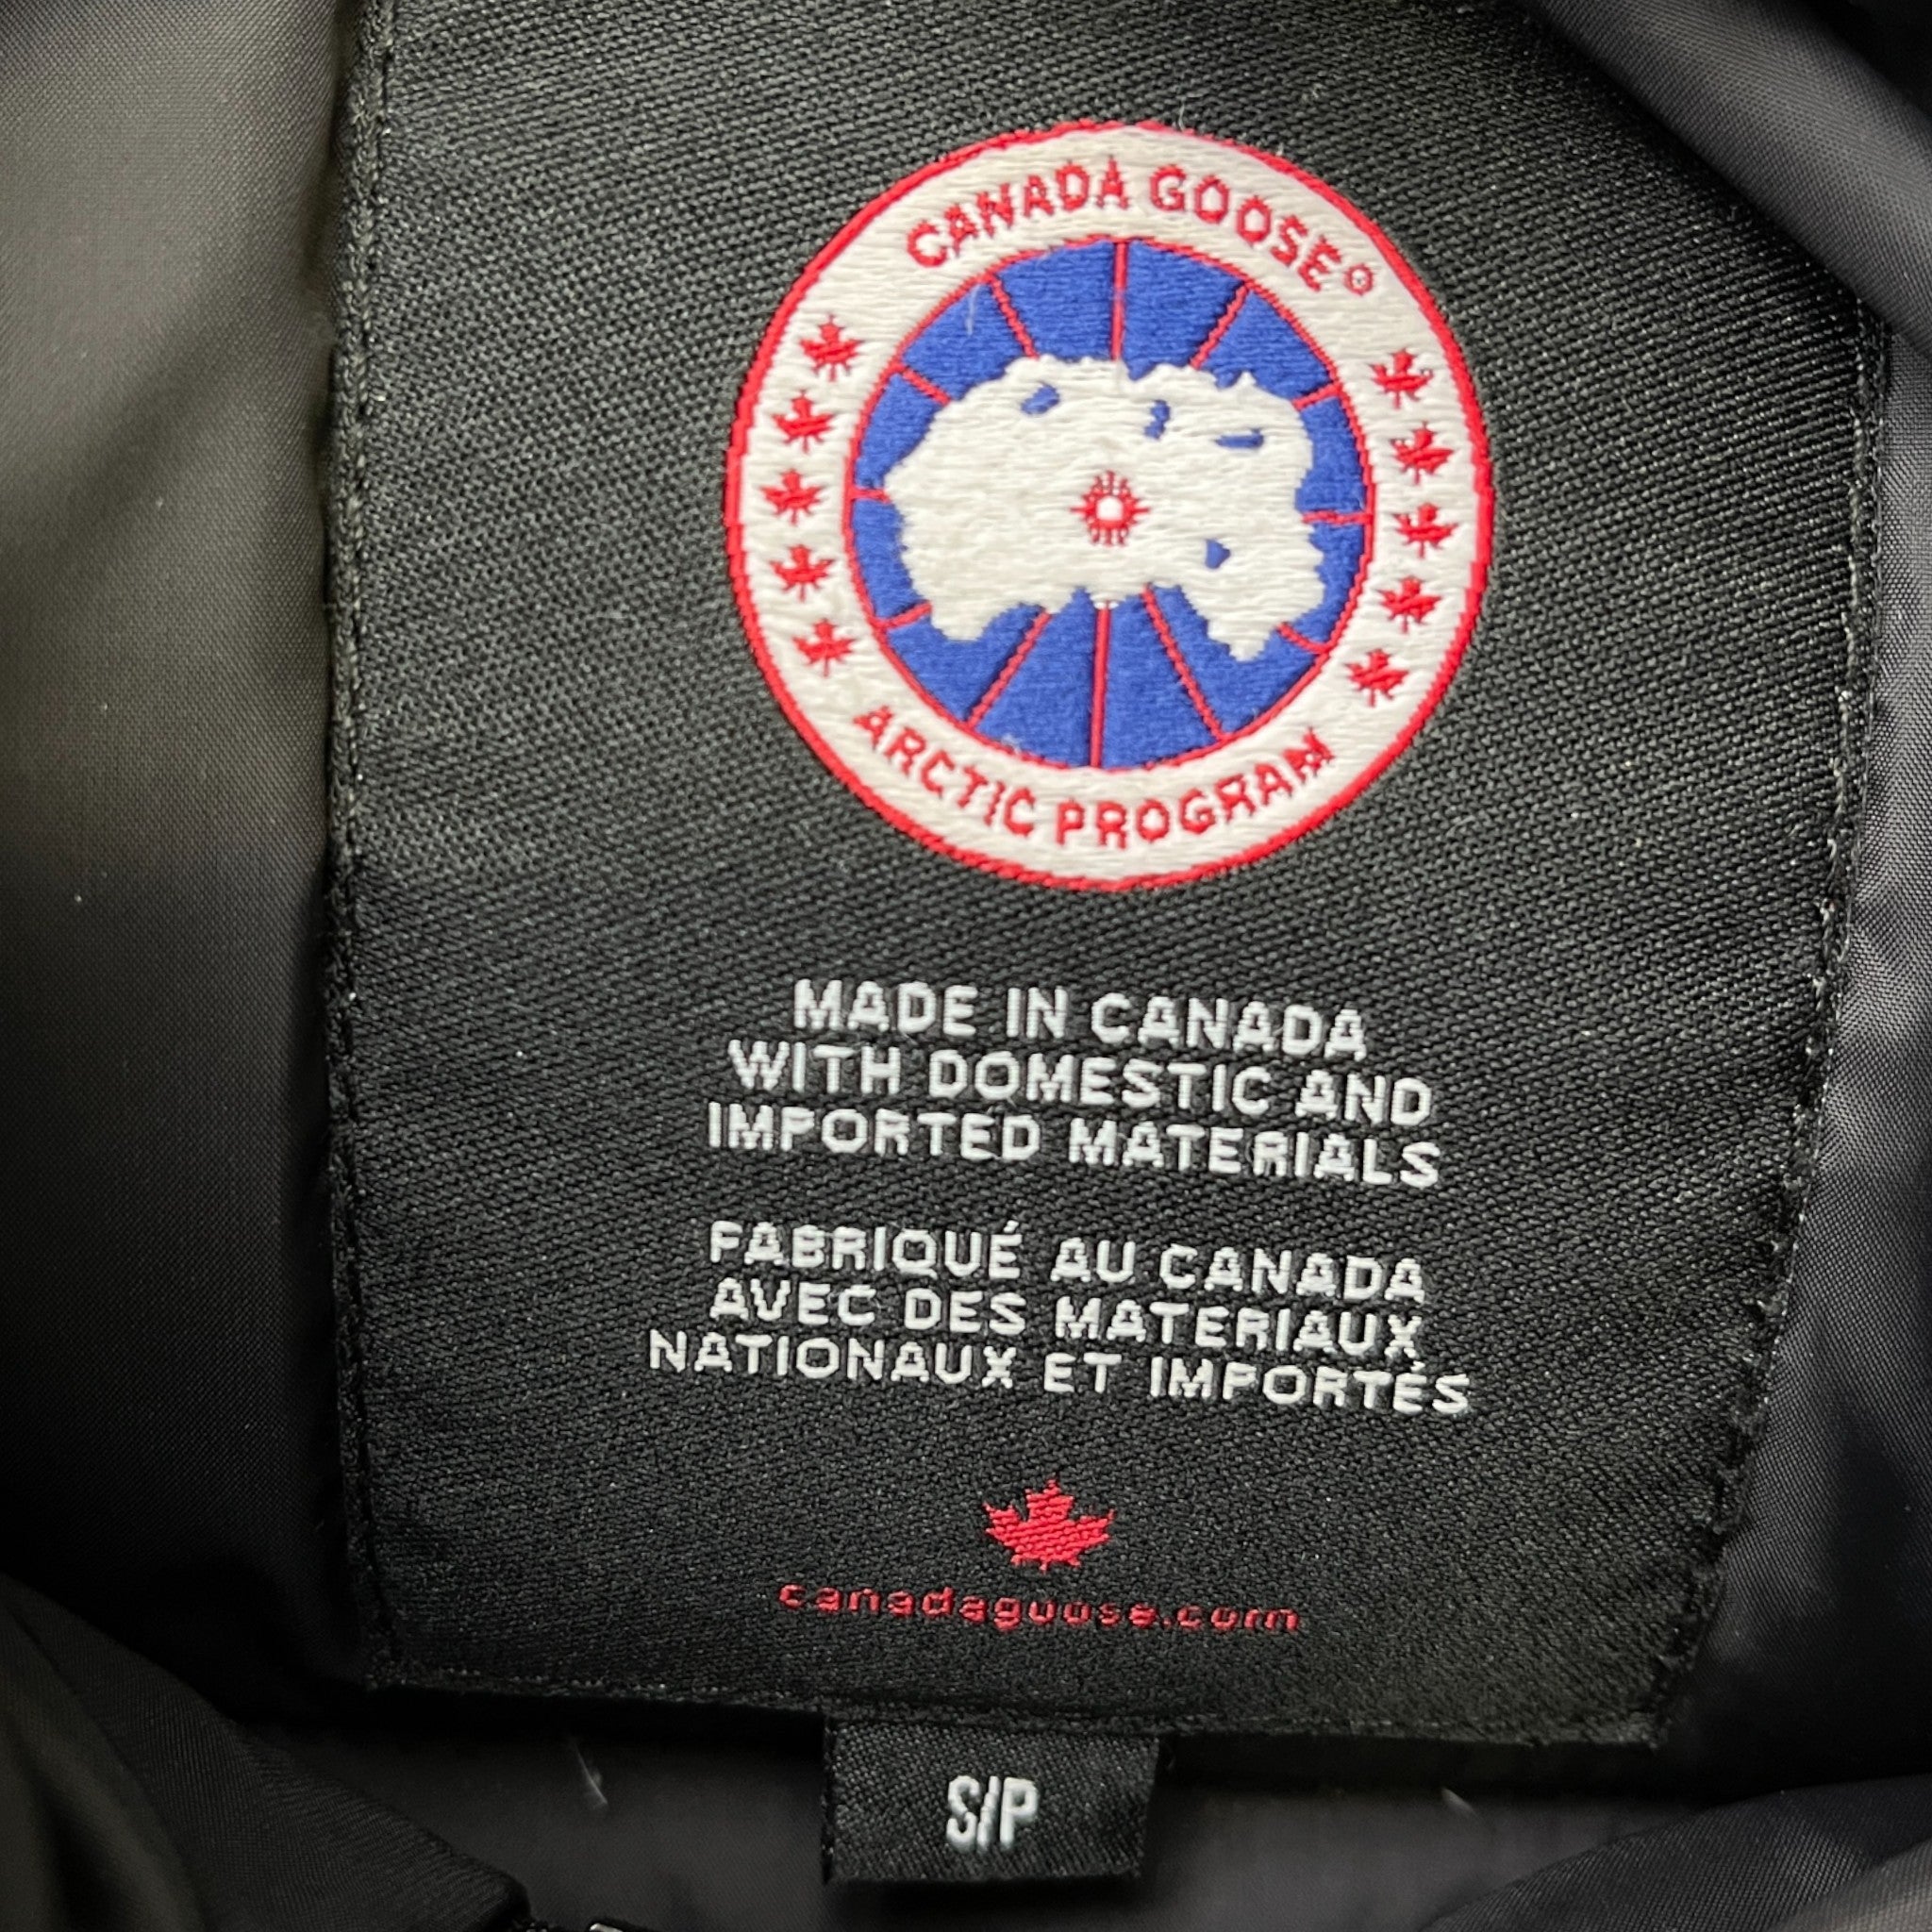 CANADA GOOSE®
ARCTIC PROGRAM
MADE IN CANADA
WITH DOMESTIC AND
IMPORTED MATERIALS
FABRIQUÉ AU CANADA
AVEC DES MATERIAUX
NATIONAUX ET IMPORTÉS
canadagoose.com
S/P